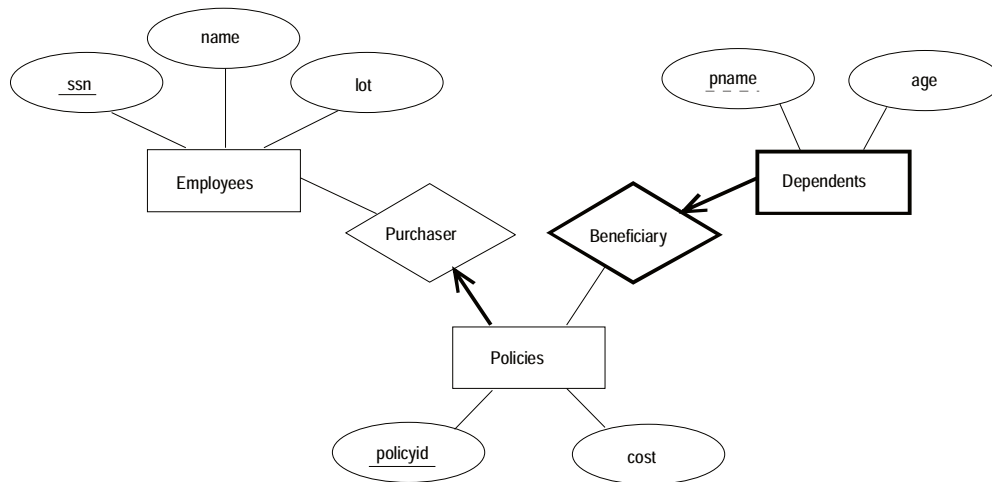 name
ssn
lot
pname
age
Employees
Dependents
Purchaser
Beneficiary
Policies
policyid
cost